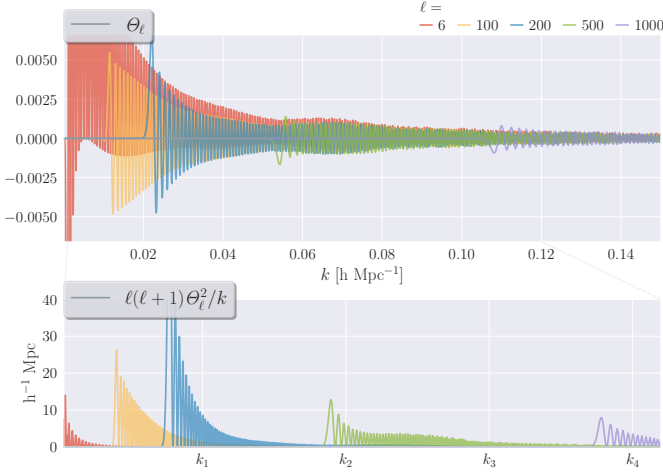 ℓ =
6 100 200 500 1000
Θℓ
0.0050
0.0025
0.0000
−0.0025
−0.0050
0.02 0.04 0.06 0.08 0.10 0.12 0.14
k [h Mpc⁻¹]
ℓ(ℓ + 1)Θℓ²/k
40
30
20
10
0
h⁻¹ Mpc
k₁ k₂ k₃ k₄